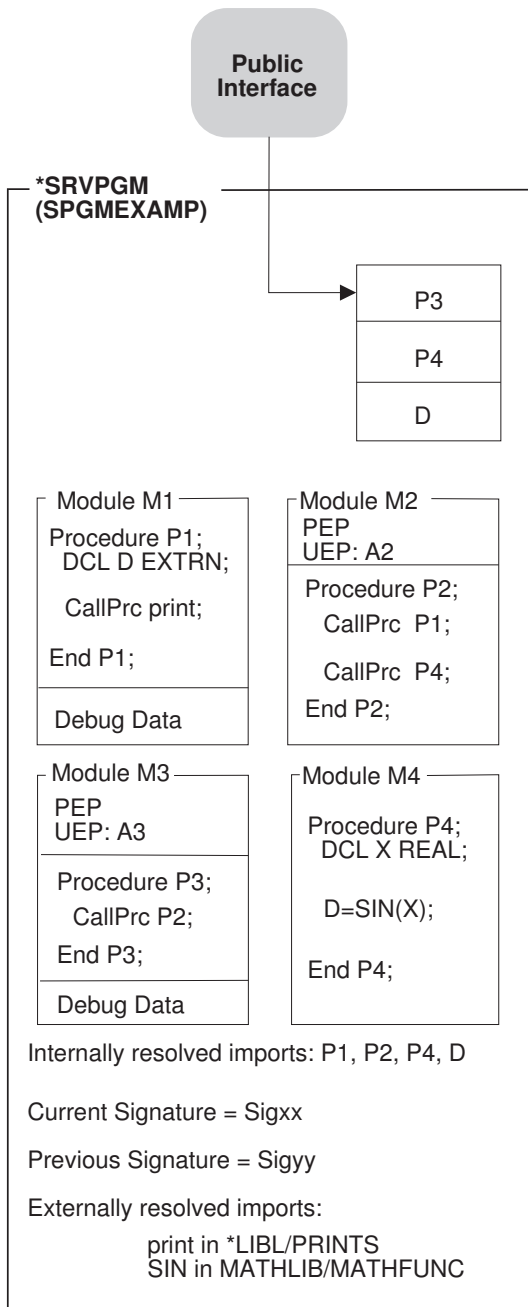 Public
Interface
*SRVPGM
(SPGMEXAMP)
P3
P4
D
Module M1
Procedure P1;
DCL D EXTRN;
CallPrc print;
End P1;
Debug Data
Module M2
PEP
UEP: A2
Procedure P2;
CallPrc P1;
CallPrc P4;
End P2;
Module M3
PEP
UEP: A3
Procedure P3;
CallPrc P2;
End P3;
Debug Data
Module M4
Procedure P4;
DCL X REAL;
D=SIN(X);
End P4;
Internally resolved imports: P1, P2, P4, D
Current Signature = Sigxx
Previous Signature = Sigyy
Externally resolved imports:
print in *LIBL/PRINTS
SIN in MATHLIB/MATHFUNC